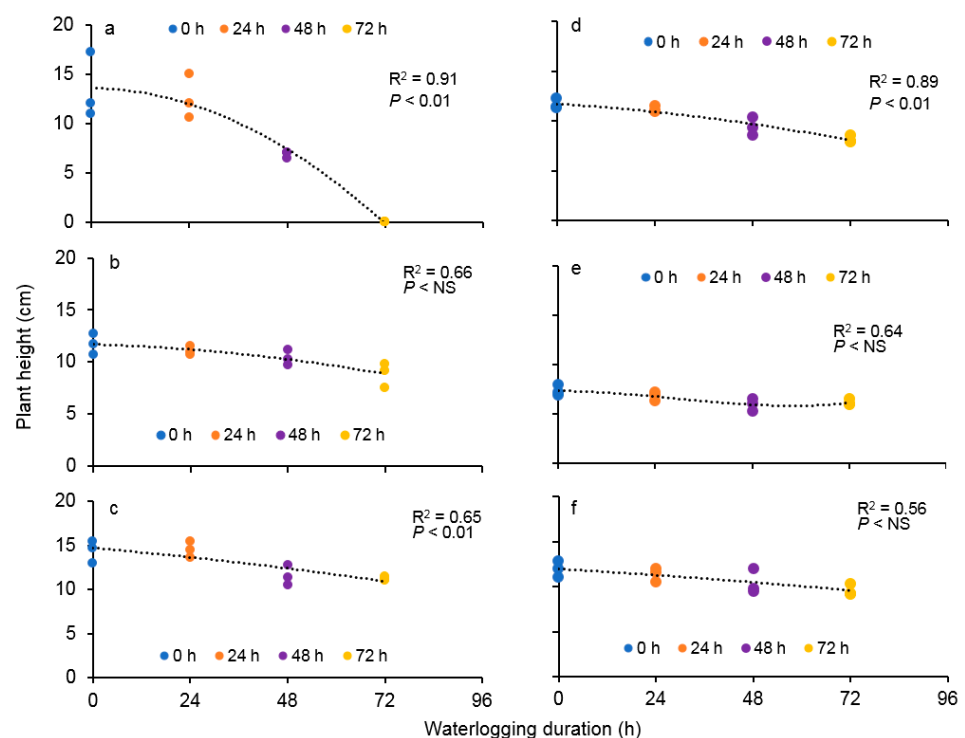 20
a
0 h 24 h 48 h 72 h
R² = 0.91
P < 0.01
15
10
5
0
d
0 h 24 h 48 h 72 h
R² = 0.89
P < 0.01
20
b
R² = 0.66
P < NS
15
10
5
0 h 24 h 48 h 72 h
0
e
0 h 24 h 48 h 72 h
R² = 0.64
P < NS
20
c
R² = 0.65
P < 0.01
15
10
5
0 h 24 h 48 h 72 h
0
0 24 48 72 96
f
R² = 0.56
P < NS
0 h 24 h 48 h 72 h
0 24 48 72 96
Plant height (cm)
Waterlogging duration (h)